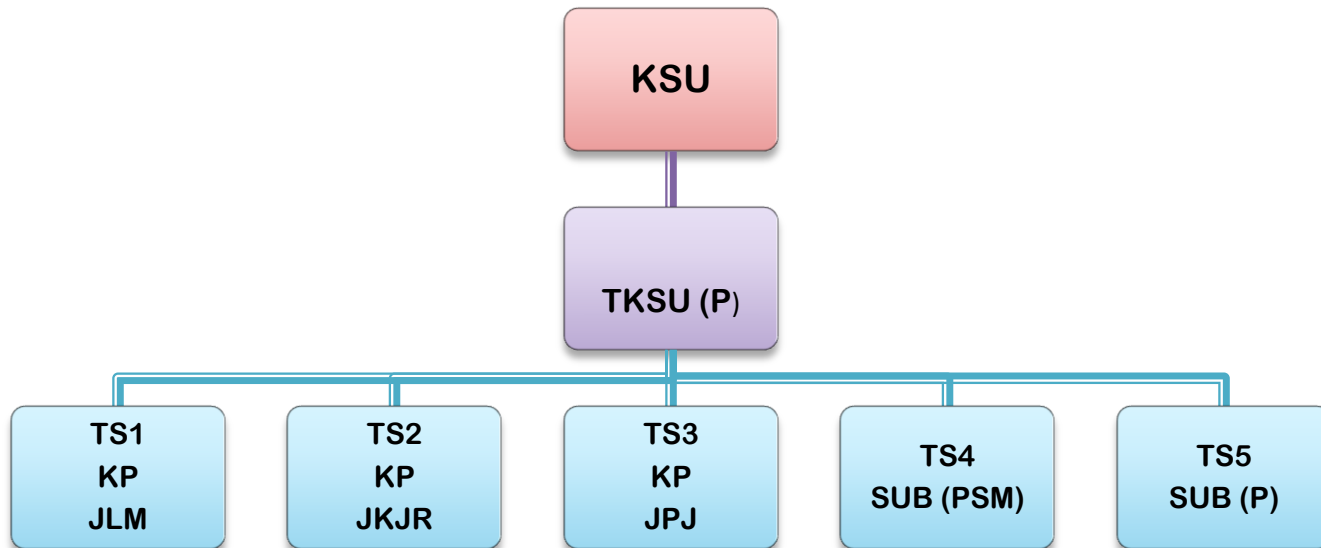 KSU
TKSU (P)
TS1
KP
JLM
TS2
KP
JKJR
TS3
KP
JPJ
TS4
SUB (PSM)
TS5
SUB (P)